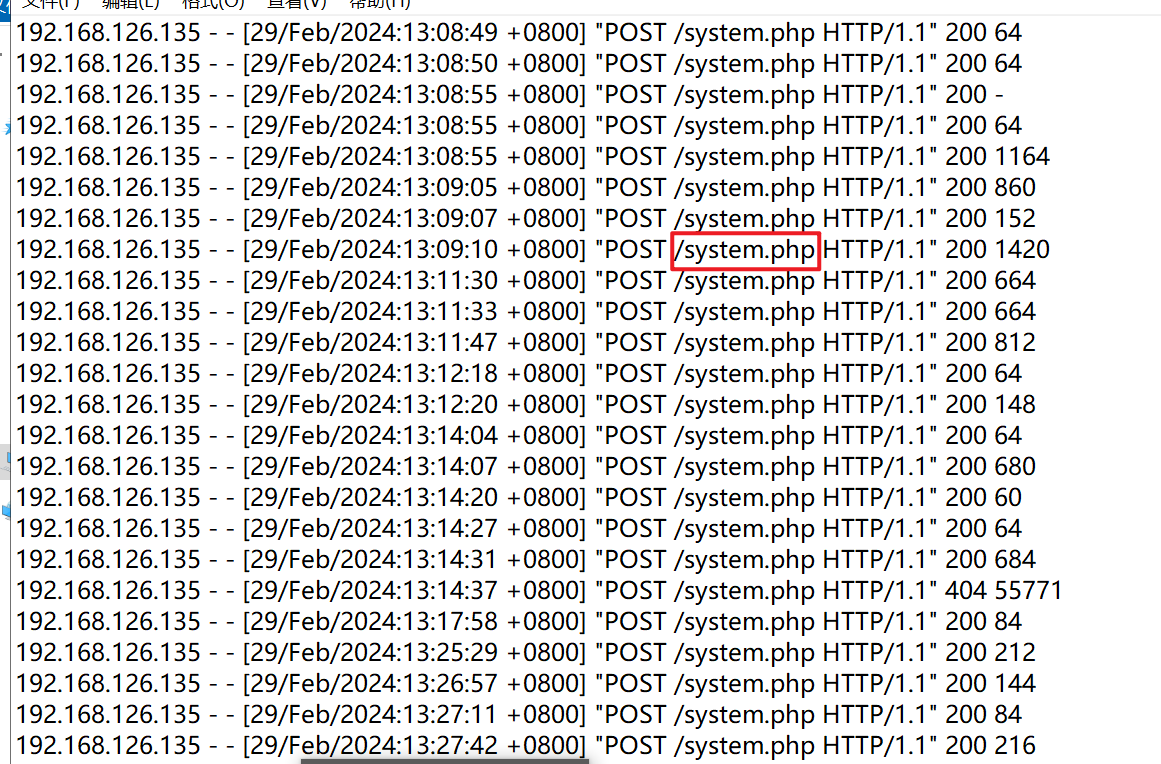 文件(F) 编辑(E) 格式(O) 查看(V) 帮助(H)
192.168.126.135 - - [29/Feb/2024:13:08:49 +0800] "POST /system.php HTTP/1.1" 200 64
192.168.126.135 - - [29/Feb/2024:13:08:50 +0800] "POST /system.php HTTP/1.1" 200 64
192.168.126.135 - - [29/Feb/2024:13:08:55 +0800] "POST /system.php HTTP/1.1" 200 -
192.168.126.135 - - [29/Feb/2024:13:08:55 +0800] "POST /system.php HTTP/1.1" 200 64
192.168.126.135 - - [29/Feb/2024:13:08:55 +0800] "POST /system.php HTTP/1.1" 200 1164
192.168.126.135 - - [29/Feb/2024:13:09:05 +0800] "POST /system.php HTTP/1.1" 200 860
192.168.126.135 - - [29/Feb/2024:13:09:07 +0800] "POST /system.php HTTP/1.1" 200 152
192.168.126.135 - - [29/Feb/2024:13:09:10 +0800] "POST /system.php HTTP/1.1" 200 1420
192.168.126.135 - - [29/Feb/2024:13:11:30 +0800] "POST /system.php HTTP/1.1" 200 664
192.168.126.135 - - [29/Feb/2024:13:11:33 +0800] "POST /system.php HTTP/1.1" 200 664
192.168.126.135 - - [29/Feb/2024:13:11:47 +0800] "POST /system.php HTTP/1.1" 200 812
192.168.126.135 - - [29/Feb/2024:13:12:18 +0800] "POST /system.php HTTP/1.1" 200 64
192.168.126.135 - - [29/Feb/2024:13:12:20 +0800] "POST /system.php HTTP/1.1" 200 148
192.168.126.135 - - [29/Feb/2024:13:14:04 +0800] "POST /system.php HTTP/1.1" 200 64
192.168.126.135 - - [29/Feb/2024:13:14:07 +0800] "POST /system.php HTTP/1.1" 200 680
192.168.126.135 - - [29/Feb/2024:13:14:20 +0800] "POST /system.php HTTP/1.1" 200 60
192.168.126.135 - - [29/Feb/2024:13:14:27 +0800] "POST /system.php HTTP/1.1" 200 64
192.168.126.135 - - [29/Feb/2024:13:14:31 +0800] "POST /system.php HTTP/1.1" 200 684
192.168.126.135 - - [29/Feb/2024:13:14:37 +0800] "POST /system.php HTTP/1.1" 404 55771
192.168.126.135 - - [29/Feb/2024:13:17:58 +0800] "POST /system.php HTTP/1.1" 200 84
192.168.126.135 - - [29/Feb/2024:13:25:29 +0800] "POST /system.php HTTP/1.1" 200 212
192.168.126.135 - - [29/Feb/2024:13:26:57 +0800] "POST /system.php HTTP/1.1" 200 144
192.168.126.135 - - [29/Feb/2024:13:27:11 +0800] "POST /system.php HTTP/1.1" 200 84
192.168.126.135 - - [29/Feb/2024:13:27:42 +0800] "POST /system.php HTTP/1.1" 200 216